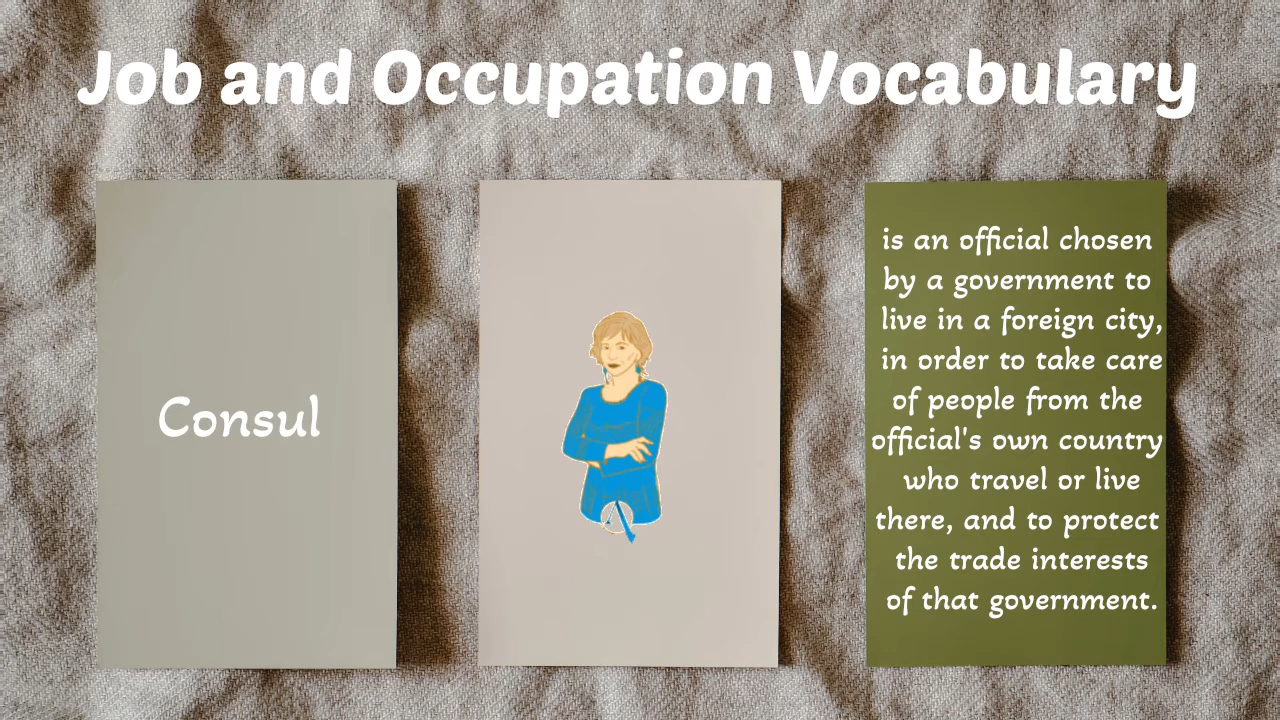 Job and Occupation Vocabulary
Consul
is an official chosen
by a government to
live in a foreign city,
in order to take care
of people from the
official's own country
who travel or live
there, and to protect
the trade interests
of that government.